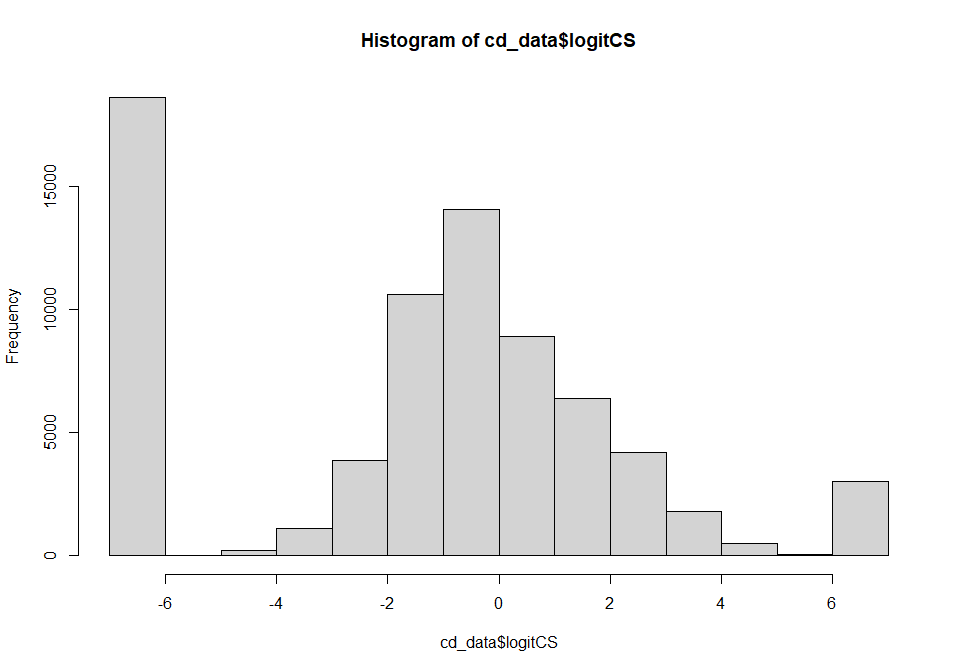 Histogram of cd_data$logitCS
Frequency
15000
10000
5000
0
-6 -4 -2 0 2 4 6
cd_data$logitCS